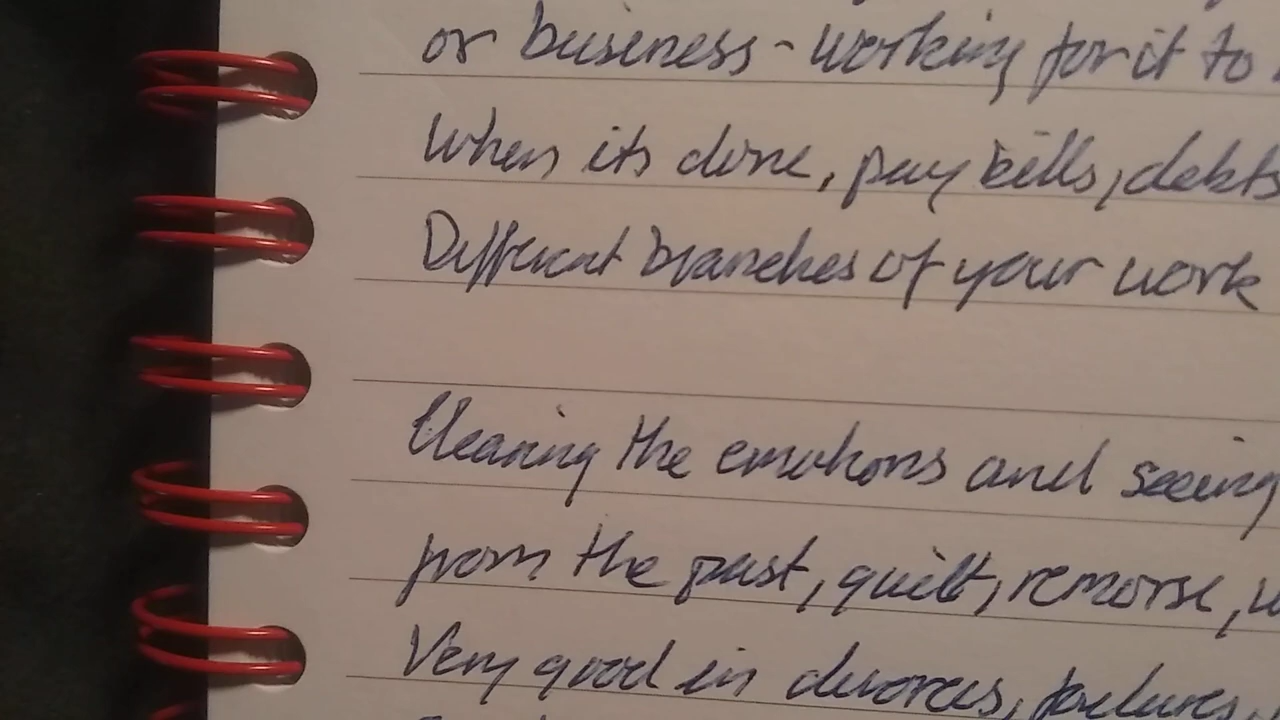 or business - working for it to
When its done, pay bills, debts
Different branches of your work
Clearing the emotions and seeing
from the past, guilt, remorse,
Very good in divorces, failures,